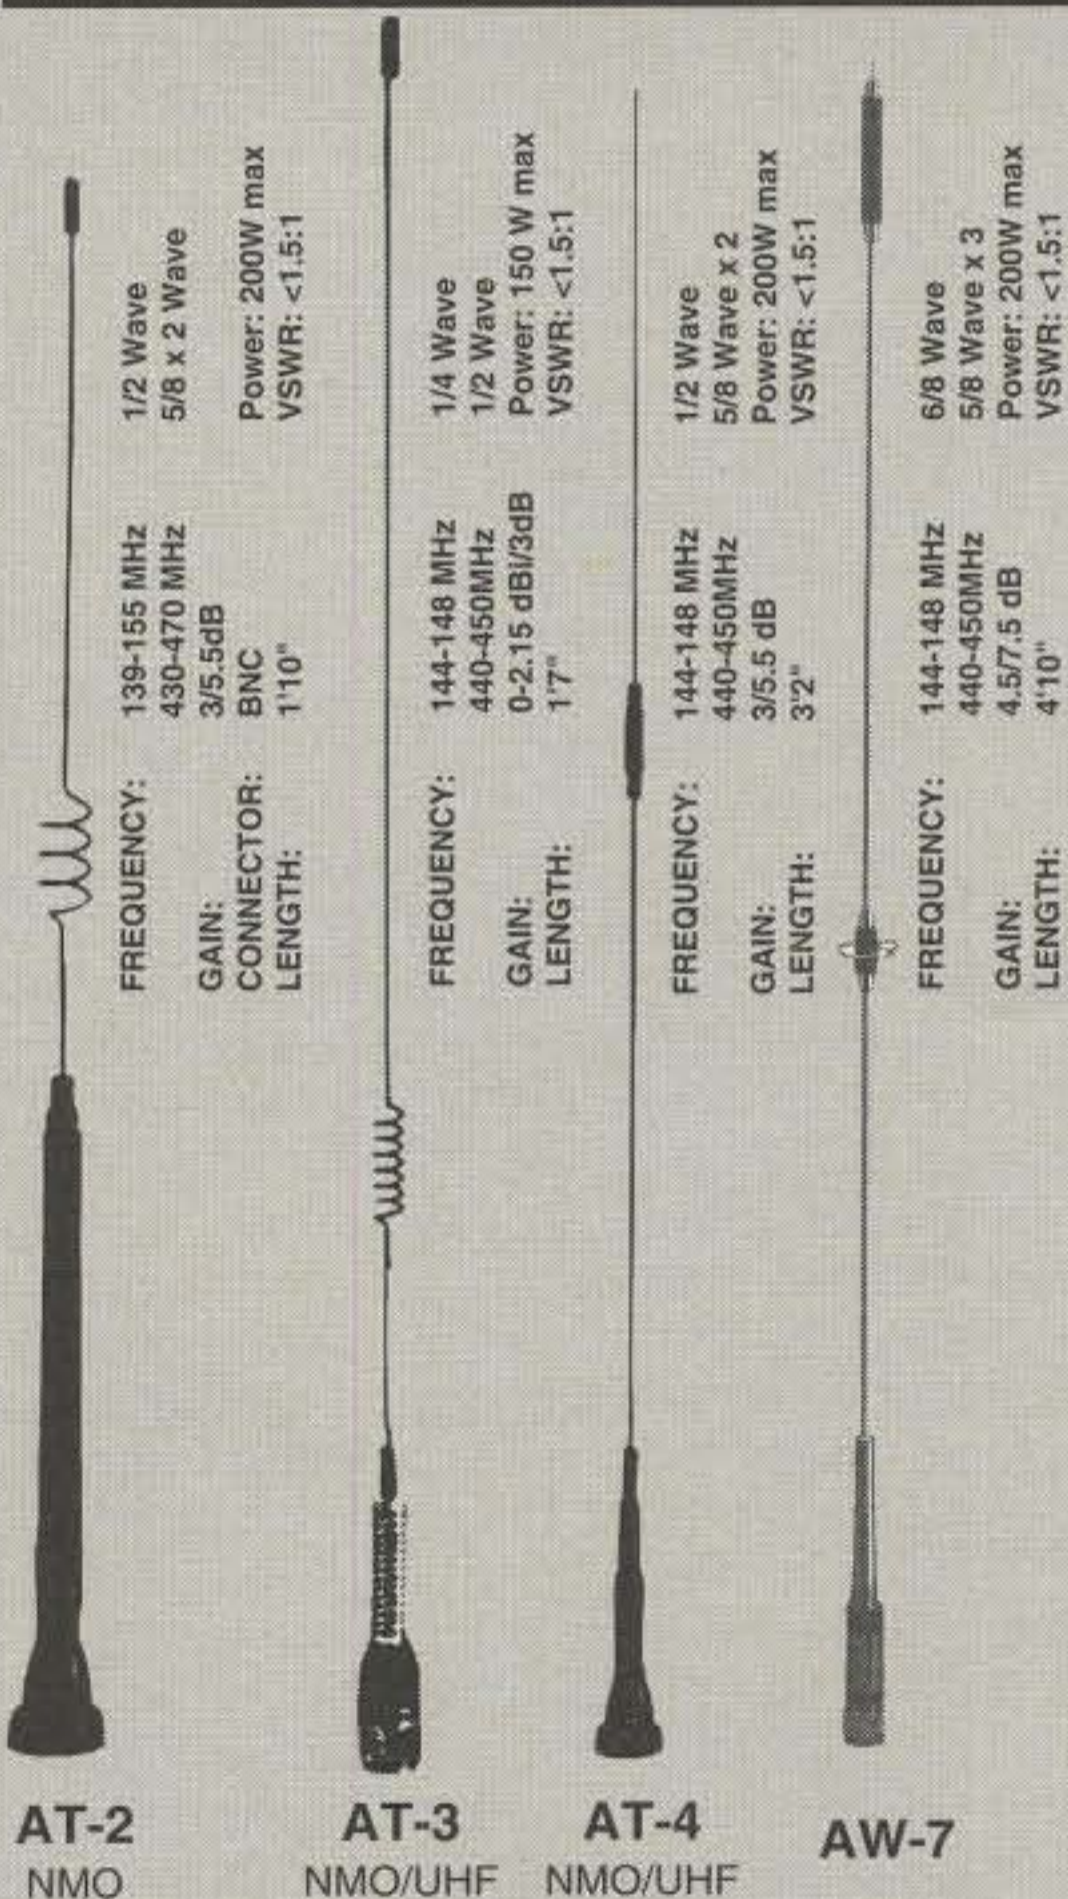 FREQUENCY: 139-155 MHz 1/2 Wave
430-470 MHz 5/8 x 2 Wave
GAIN: 3/5.5dB
CONNECTOR: BNC Power: 200W max
LENGTH: 1'10" VSWR: <1.5:1
AT-2
NMO
FREQUENCY: 144-148 MHz 1/4 Wave
440-450MHz 1/2 Wave
GAIN: 0-2.15 dBi/3dB Power: 150 W max
LENGTH: 1'7" VSWR: <1.5:1
AT-3
NMO/UHF
FREQUENCY: 144-148 MHz 1/2 Wave
440-450MHz 5/8 Wave x 2
GAIN: 3/5.5 dB Power: 200W max
LENGTH: 3'2" VSWR: <1.5:1
AT-4
NMO/UHF
FREQUENCY: 144-148 MHz 6/8 Wave
440-450MHz 5/8 Wave x 3
GAIN: 4.5/7.5 dB Power: 200W max
LENGTH: 4'10" VSWR: <1.5:1
AW-7